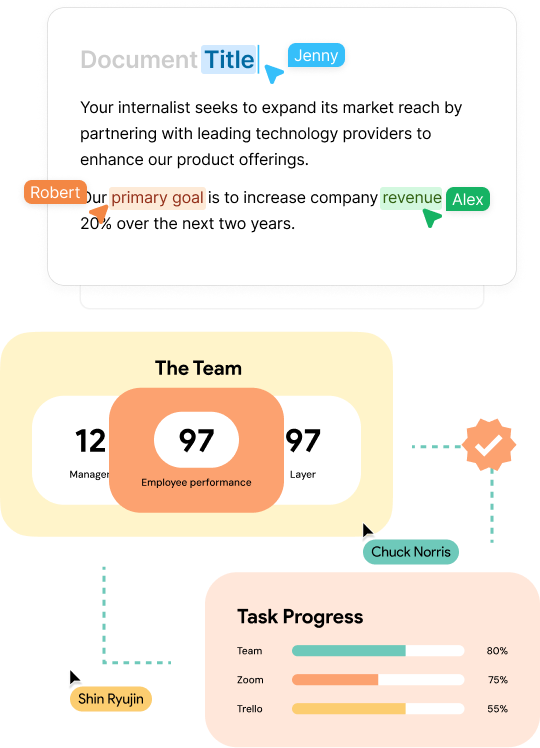 Document Title
Jenny
Your internalist seeks to expand its market reach by
partnering with leading technology providers to
enhance our product offerings.
Robert
Our primary goal is to increase company revenue
Alex
20% over the next two years.
The Team
12
97
97
Manager
Employee performance
Layer
Chuck Norris
Task Progress
Team 80%
Zoom 75%
Trello 55%
Shin Ryujin